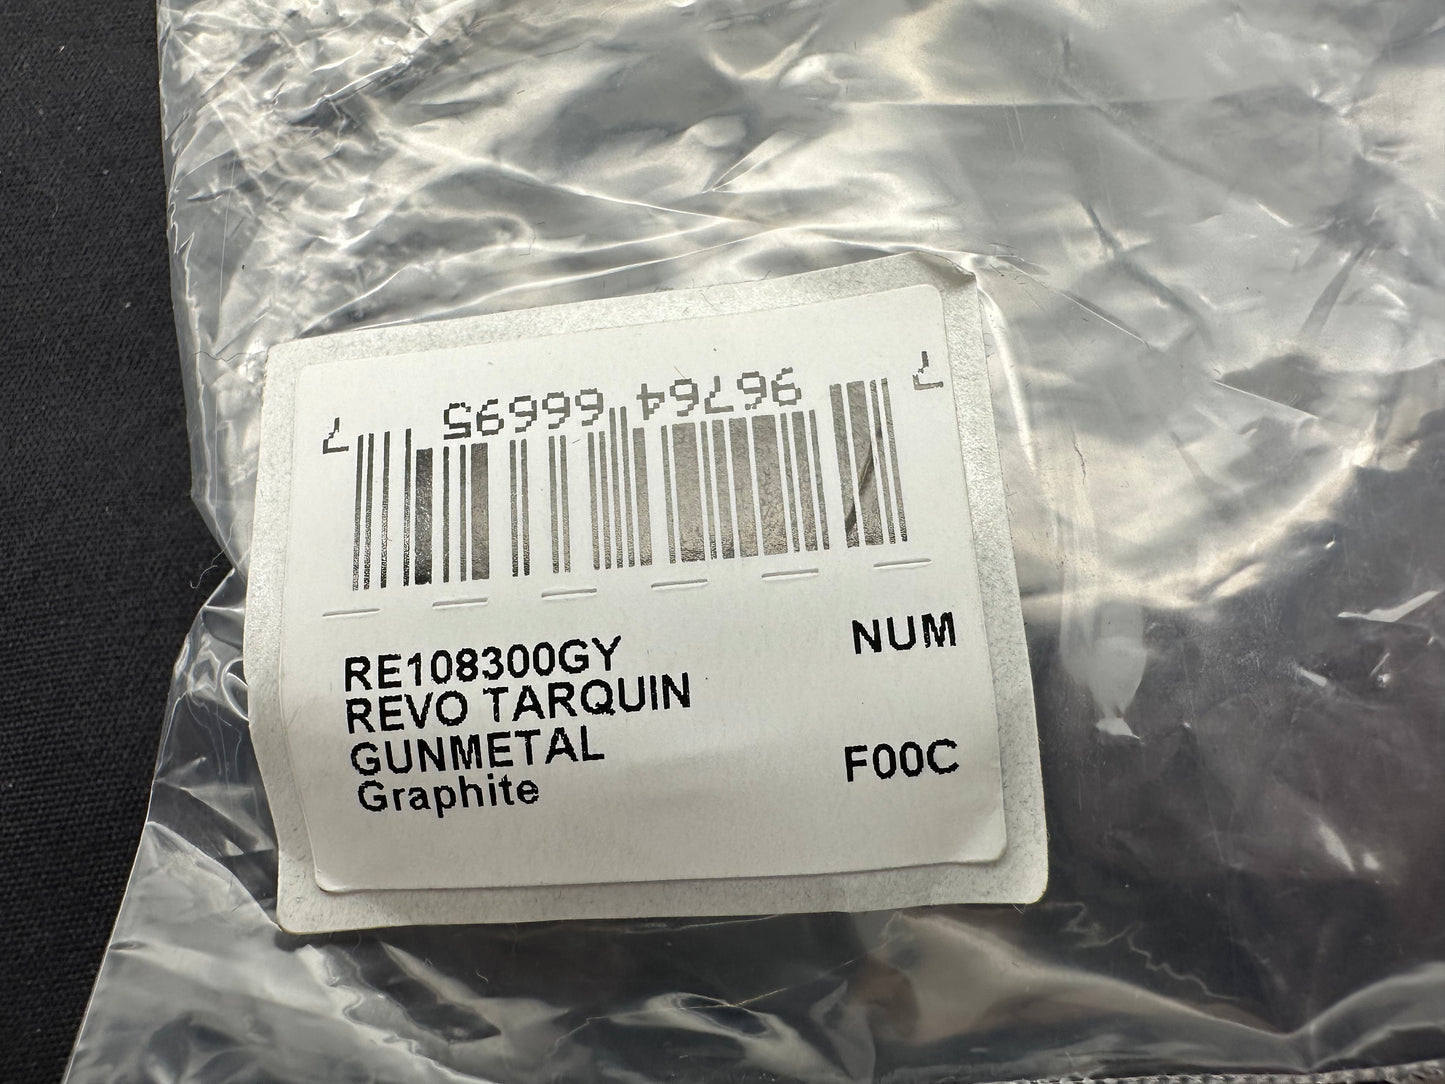 7 96764 66695 7
RE108300GY NUM
REVO TARQUIN
GUNMETAL F00C
Graphite